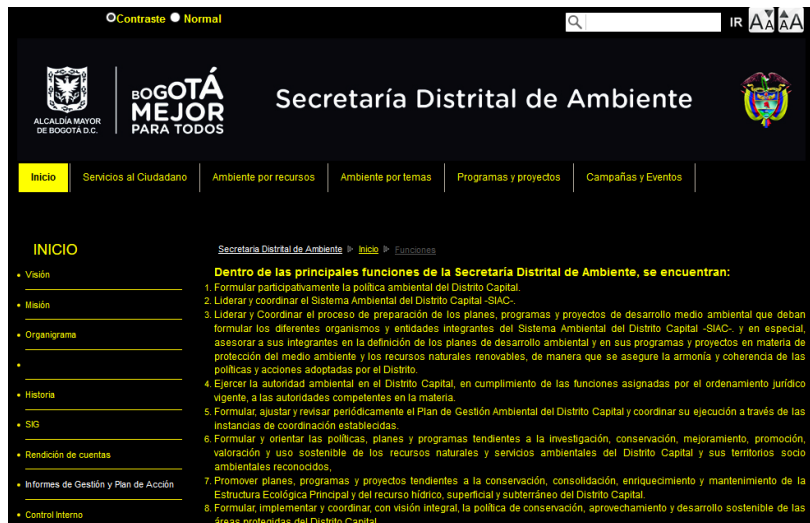 Contraste Normal
IR AA AA
ALCALDÍA MAYOR
DE BOGOTÁ D.C.
BOGOTÁ
MEJOR
PARA TODOS
Secretaría Distrital de Ambiente
Inicio Servicios al Ciudadano Ambiente por recursos Ambiente por temas Programas y proyectos Campañas y Eventos
INICIO
Visión
Misión
Organigrama
Historia
SIG
Rendición de cuentas
Informes de Gestión y Plan de Acción
Control Interno
Secretaria Distrital de Ambiente Inicio Funciones
Dentro de las principales funciones de la Secretaría Distrital de Ambiente, se encuentran:
1. Formular participativamente la política ambiental del Distrito Capital.
2. Liderar y coordinar el Sistema Ambiental del Distrito Capital -SIAC-.
3. Liderar y Coordinar el proceso de preparación de los planes, programas y proyectos de desarrollo medio ambiental que deban
formular los diferentes organismos y entidades integrantes del Sistema Ambiental del Distrito Capital -SIAC-. y en especial,
asesorar a sus integrantes en la definición de los planes de desarrollo ambiental y en sus programas y proyectos en materia de
protección del medio ambiente y los recursos naturales renovables, de manera que se asegure la armonía y coherencia de las
políticas y acciones adoptadas por el Distrito.
4. Ejercer la autoridad ambiental en el Distrito Capital, en cumplimiento de las funciones asignadas por el ordenamiento jurídico
vigente, a las autoridades competentes en la materia.
5. Formular, ajustar y revisar periódicamente el Plan de Gestión Ambiental del Distrito Capital y coordinar su ejecución a través de las
instancias de coordinación establecidas.
6. Formular y orientar las políticas, planes y programas tendientes a la investigación, conservación, mejoramiento, promoción,
valoración y uso sostenible de los recursos naturales y servicios ambientales del Distrito Capital y sus territorios socio
ambientales reconocidos,
7. Promover planes, programas y proyectos tendientes a la conservación, consolidación, enriquecimiento y mantenimiento de la
Estructura Ecológica Principal y del recurso hídrico, superficial y subterráneo del Distrito Capital.
8. Formular, implementar y coordinar, con visión integral, la política de conservación, aprovechamiento y desarrollo sostenible de las
áreas protegidas del Distrito Capital